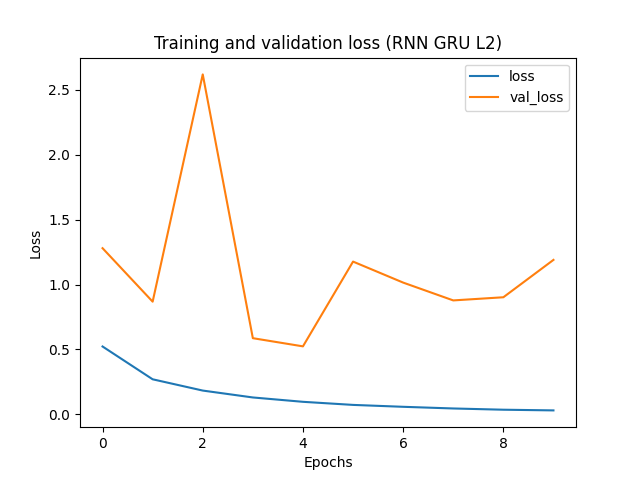 Training and validation loss (RNN GRU L2)
loss
val_loss
2.5
2.0
1.5
1.0
0.5
0.0
Loss
0 2 4 6 8
Epochs